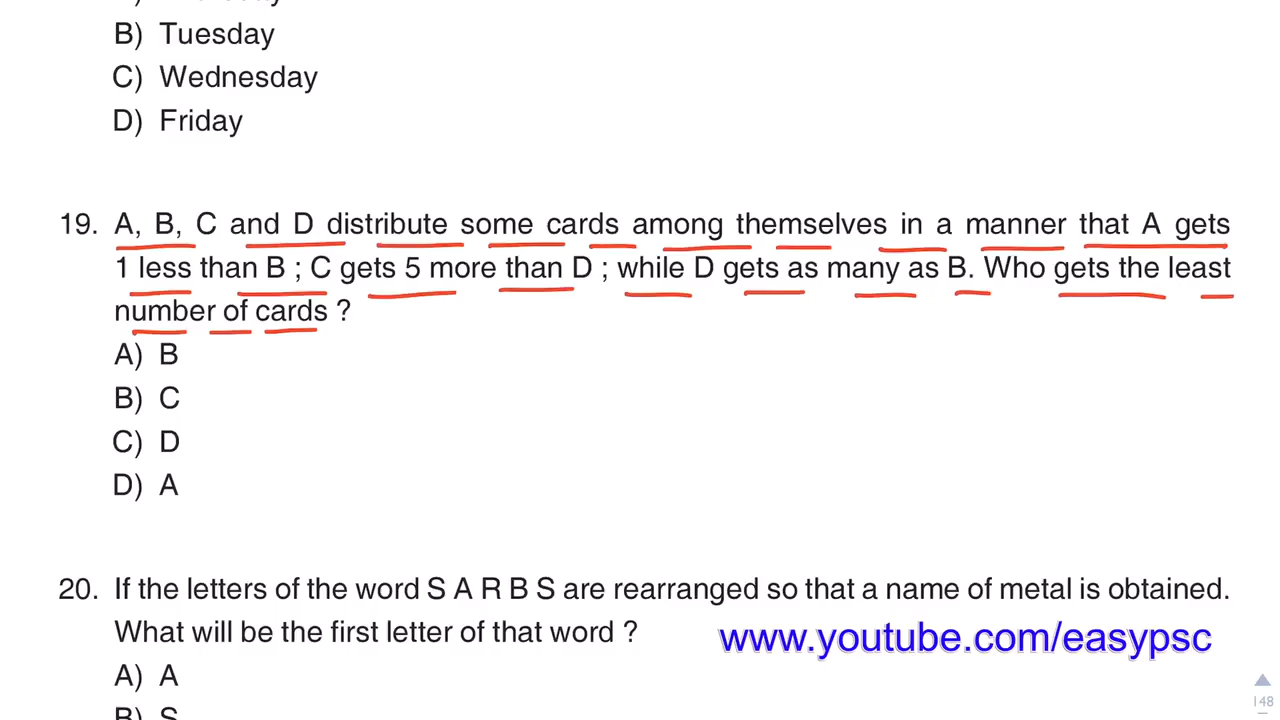 B) Tuesday
C) Wednesday
D) Friday
19. A, B, C and D distribute some cards among themselves in a manner that A gets
1 less than B ; C gets 5 more than D ; while D gets as many as B. Who gets the least
number of cards ?
A) B
B) C
C) D
D) A
20. If the letters of the word S A R B S are rearranged so that a name of metal is obtained.
What will be the first letter of that word ?
www.youtube.com/easypsc
A) A
B) S
148